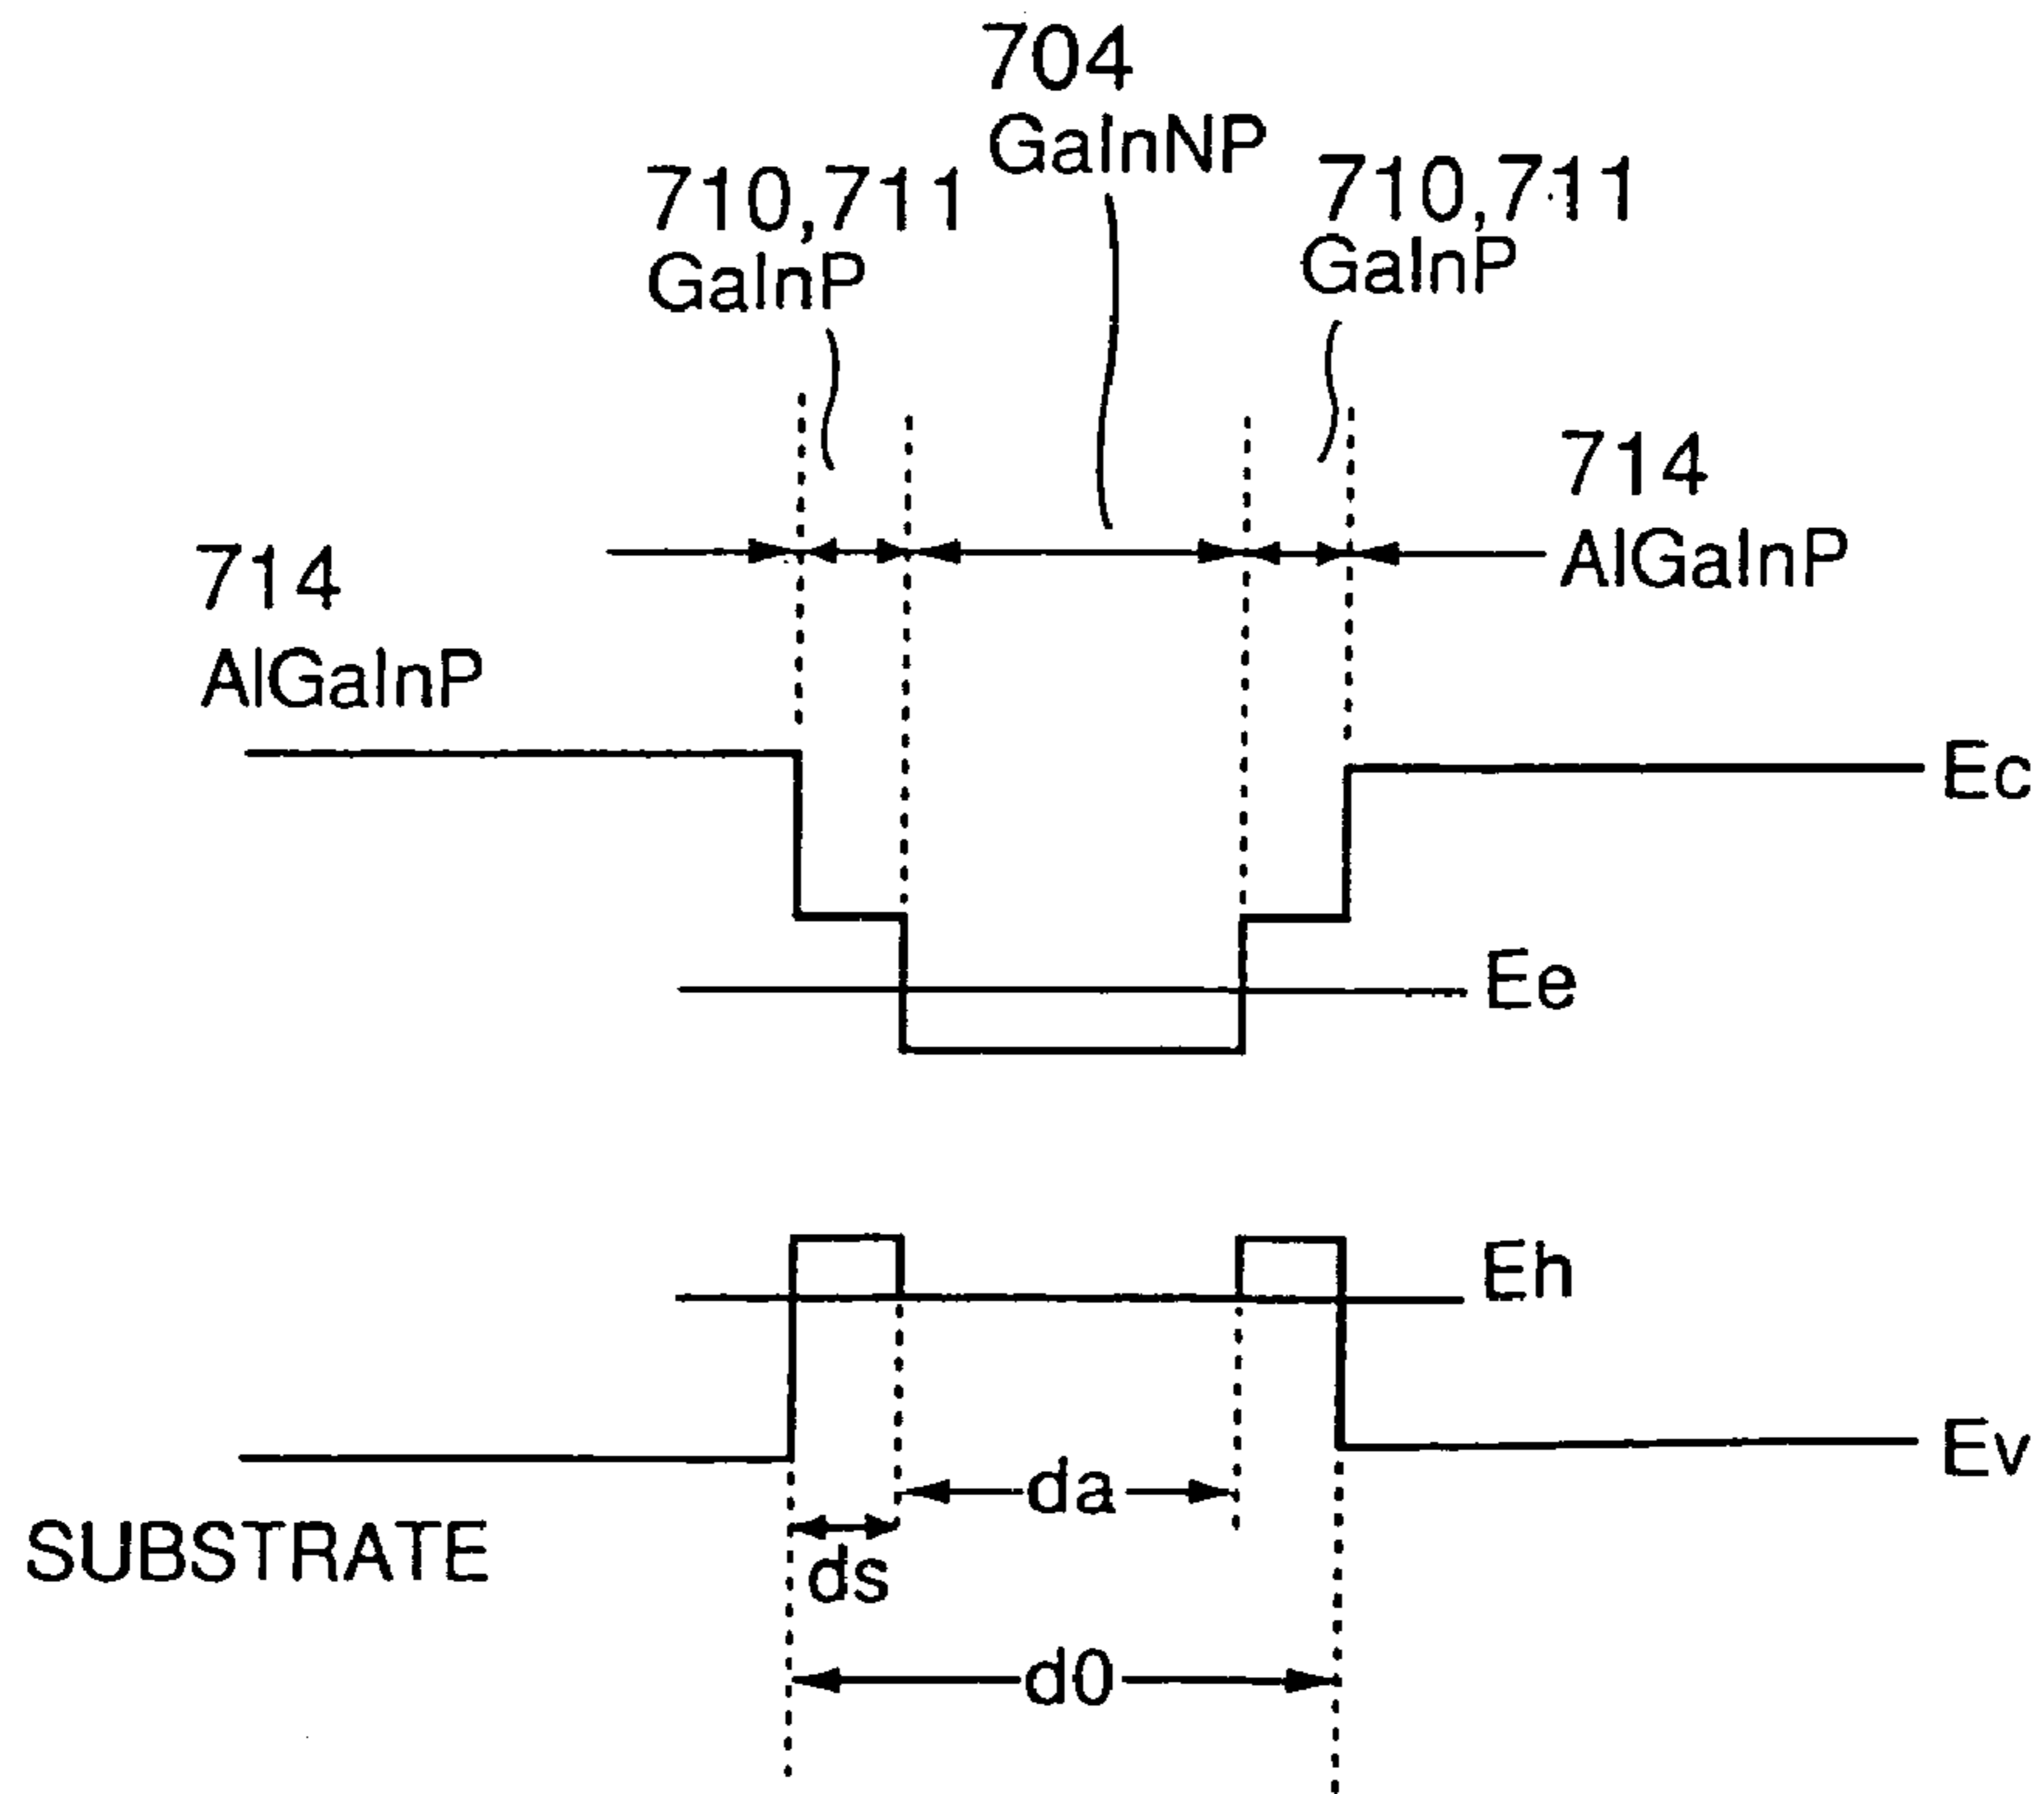 704
GaInNP
710,711
GaInP
710,711
GaInP
714
AlGaInP
714
AlGaInP
Ec
Ee
Eh
Ev
da
SUBSTRATE
ds
d0